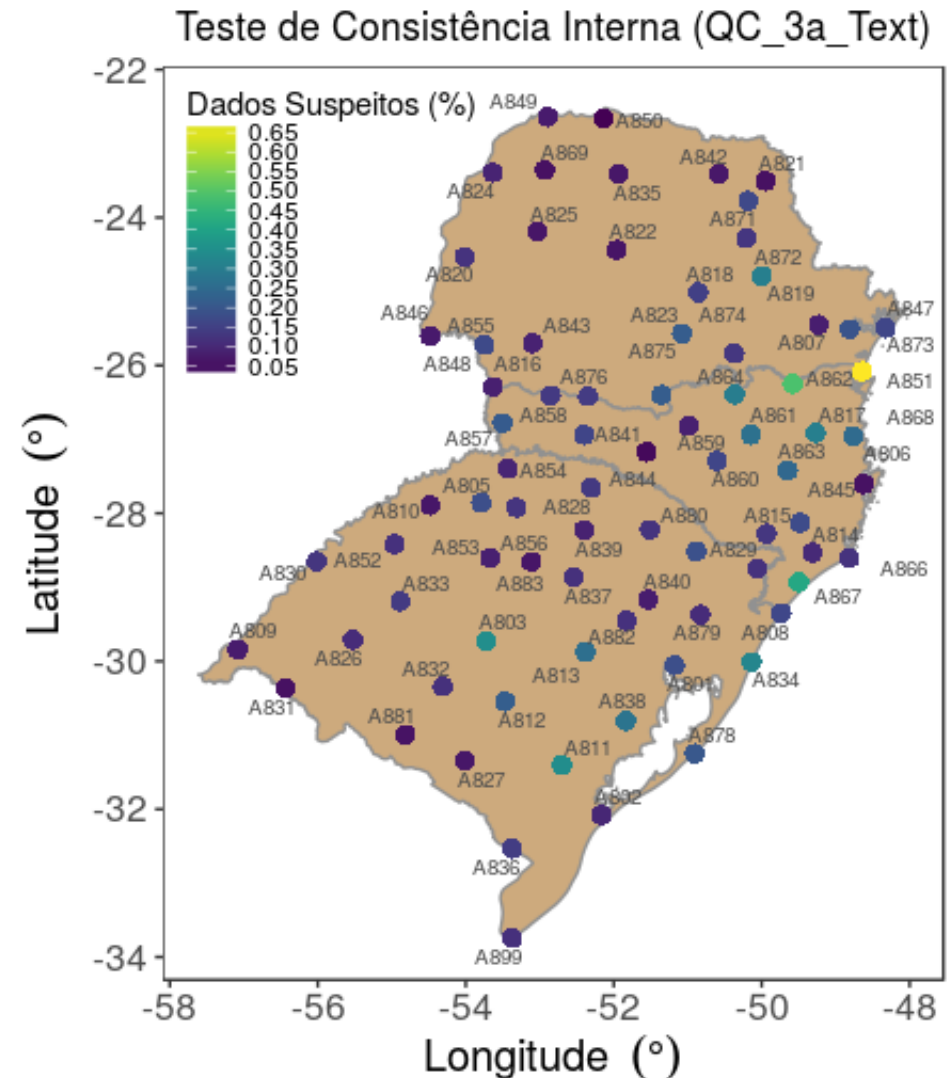 Teste de Consistência Interna (QC_3a_Text)
-22
-24
-26
-28
-30
-32
-34
Latitude (°)
Dados Suspeitos (%)
0.65
0.60
0.55
0.50
0.45
0.40
0.35
0.30
0.25
0.20
0.15
0.10
0.05
A849
A850
A869
A842
A821
A824
A835
A825
A822
A871
A820
A872
A818
A819
A846
A855
A843
A823
A874
A847
A807
A873
A848
A816
A875
A876
A864
A862
A851
A858
A861
A817
A868
A857
A841
A859
A863
A806
A854
A844
A860
A845
A805
A810
A828
A880
A815
A814
A853
A856
A839
A829
A852
A830
A883
A837
A840
A866
A833
A867
A803
A882
A879
A808
A809
A826
A832
A813
A801
A834
A831
A812
A838
A881
A811
A878
A827
A802
A836
A899
-58
-56
-54
-52
-50
-48
Longitude (°)